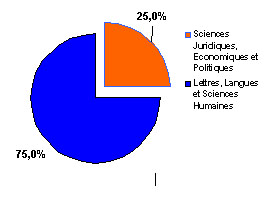 25,0%
Sciences
Juridiques,
Economiques et
Politiques
Lettres, Langues
et Sciences
Humaines
75,0%